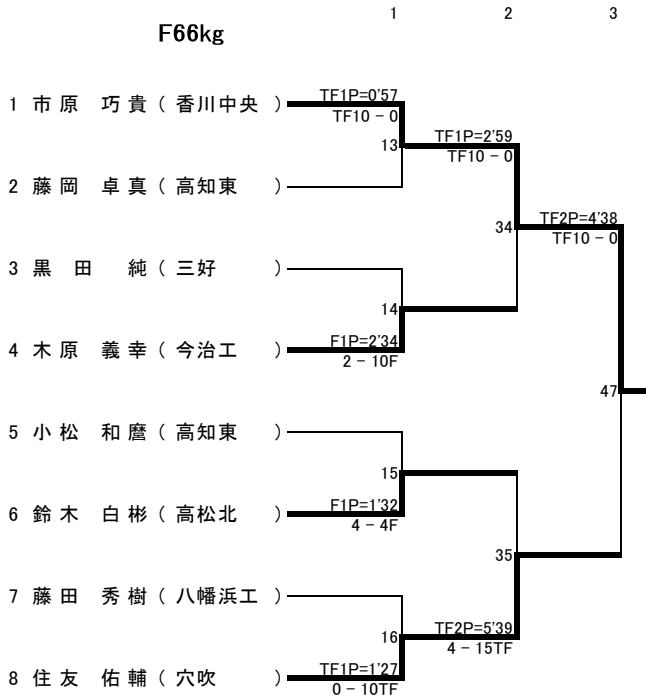 1 2 3
F66kg
1 市原 巧貴 ( 香川中央 )
TF1P=0'57
TF10 - 0
13
TF1P=2'59
TF10 - 0
2 藤岡 卓真 ( 高知東 )
34
TF2P=4'38
TF10 - 0
3 黒田 純 ( 三好 )
14
4 木原 義幸 ( 今治工 )
F1P=2'34
2 - 10F
47
5 小松 和麿 ( 高知東 )
15
6 鈴木 白彬 ( 高松北 )
F1P=1'32
4 - 4F
35
7 藤田 秀樹 ( 八幡浜工 )
16
TF2P=5'39
4 - 15TF
8 住友 佑輔 ( 穴吹 )
TF1P=1'27
0 - 10TF